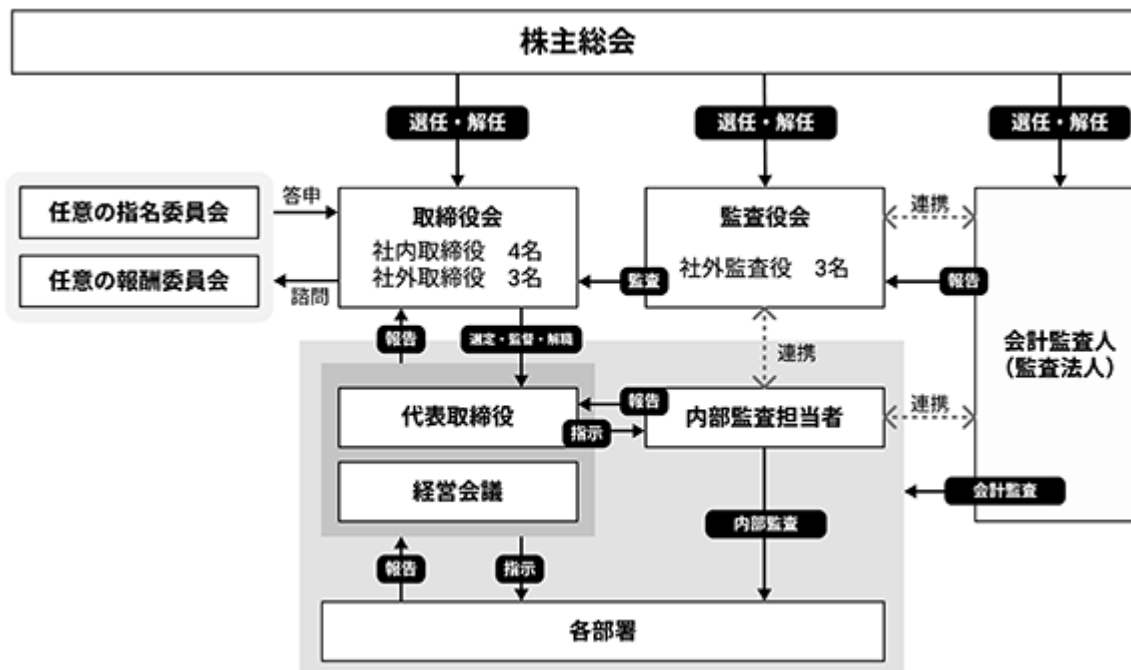 株主総会
選任・解任
選任・解任
選任・解任
任意の指名委員会
任意の報酬委員会
答申
諮問
取締役会
社内取締役 4名
社外取締役 3名
監査
監査役会
社外監査役 3名
連携
報告
会計監査人
(監査法人)
報告
選定・監督・解職
連携
代表取締役
報告
指示
内部監査担当者
連携
経営会議
会計監査
内部監査
報告
指示
各部署